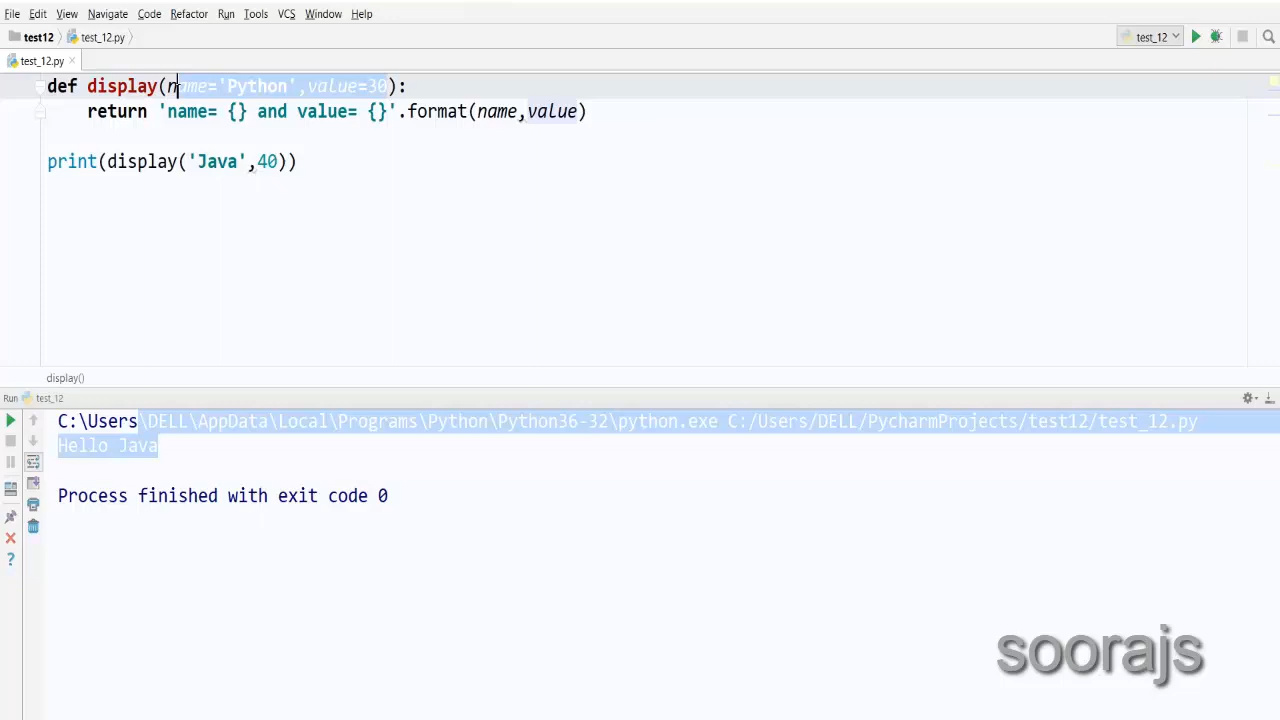 File Edit View Navigate Code Refactor Run Tools VCS Window Help
test12 test_12.py test_12
test_12.py
def display(name='Python',value=30):
return 'name= {} and value= {}'.format(name,value)
print(display('Java',40))
display()
Run test_12
C:\Users\DELL\AppData\Local\Programs\Python\Python36-32\python.exe C:/Users/DELL/PycharmProjects/test12/test_12.py
Hello Java
Process finished with exit code 0
soorajs